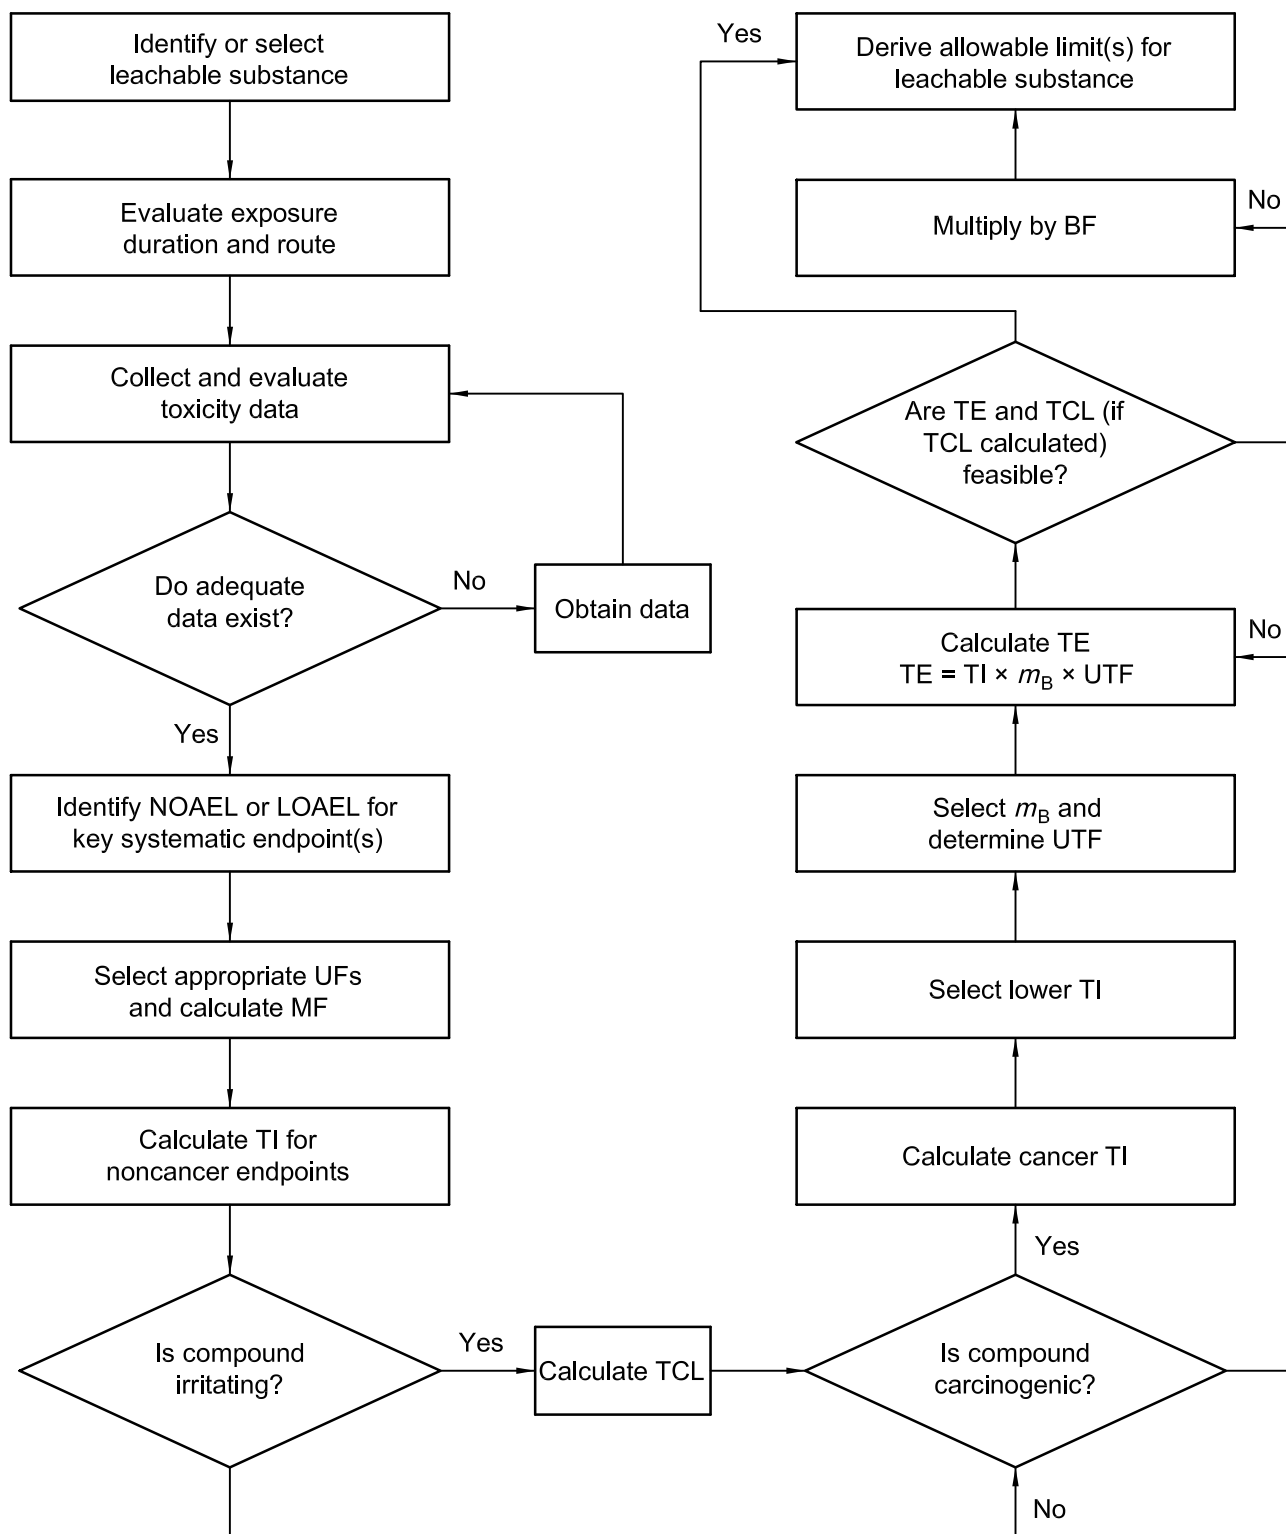 Identify or select
leachable substance
Evaluate exposure
duration and route
Collect and evaluate
toxicity data
Do adequate
data exist?
No
Obtain data
Yes
Identify NOAEL or LOAEL for
key systematic endpoint(s)
Select appropriate UFs
and calculate MF
Calculate TI for
noncancer endpoints
Is compound
irritating?
Yes
Calculate TCL
Is compound
carcinogenic?
No
Yes
Calculate cancer TI
Select lower TI
Select mB and
determine UTF
Calculate TE
TE = TI × mB × UTF
No
Are TE and TCL (if
TCL calculated)
feasible?
No
Multiply by BF
Yes
Derive allowable limit(s) for
leachable substance